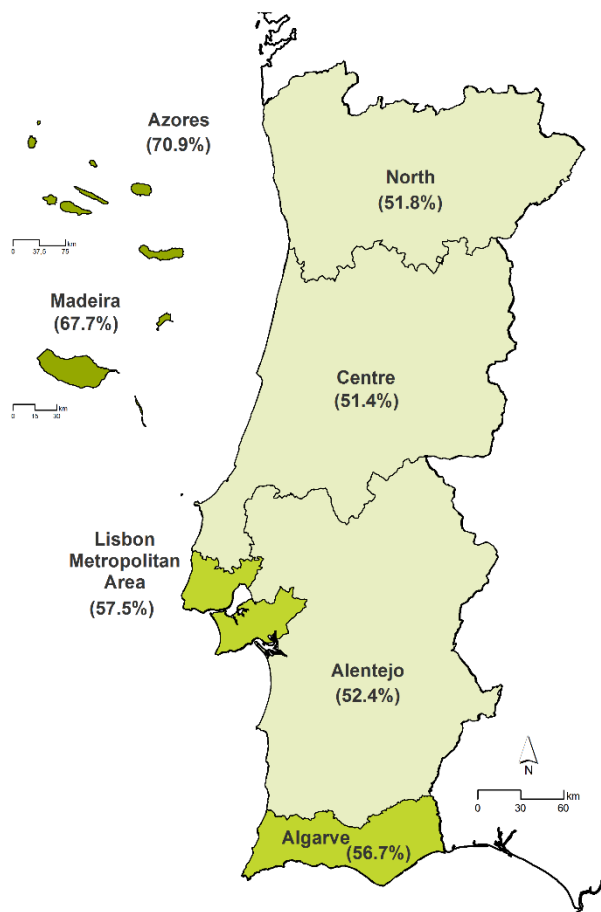 Azores
(70.9%)
North
(51.8%)
km
0 37,5 75
Madeira
(67.7%)
Centre
(51.4%)
km
0 15 30
Lisbon
Metropolitan
Area
(57.5%)
Alentejo
(52.4%)
N
km
0 30 60
Algarve (56.7%)